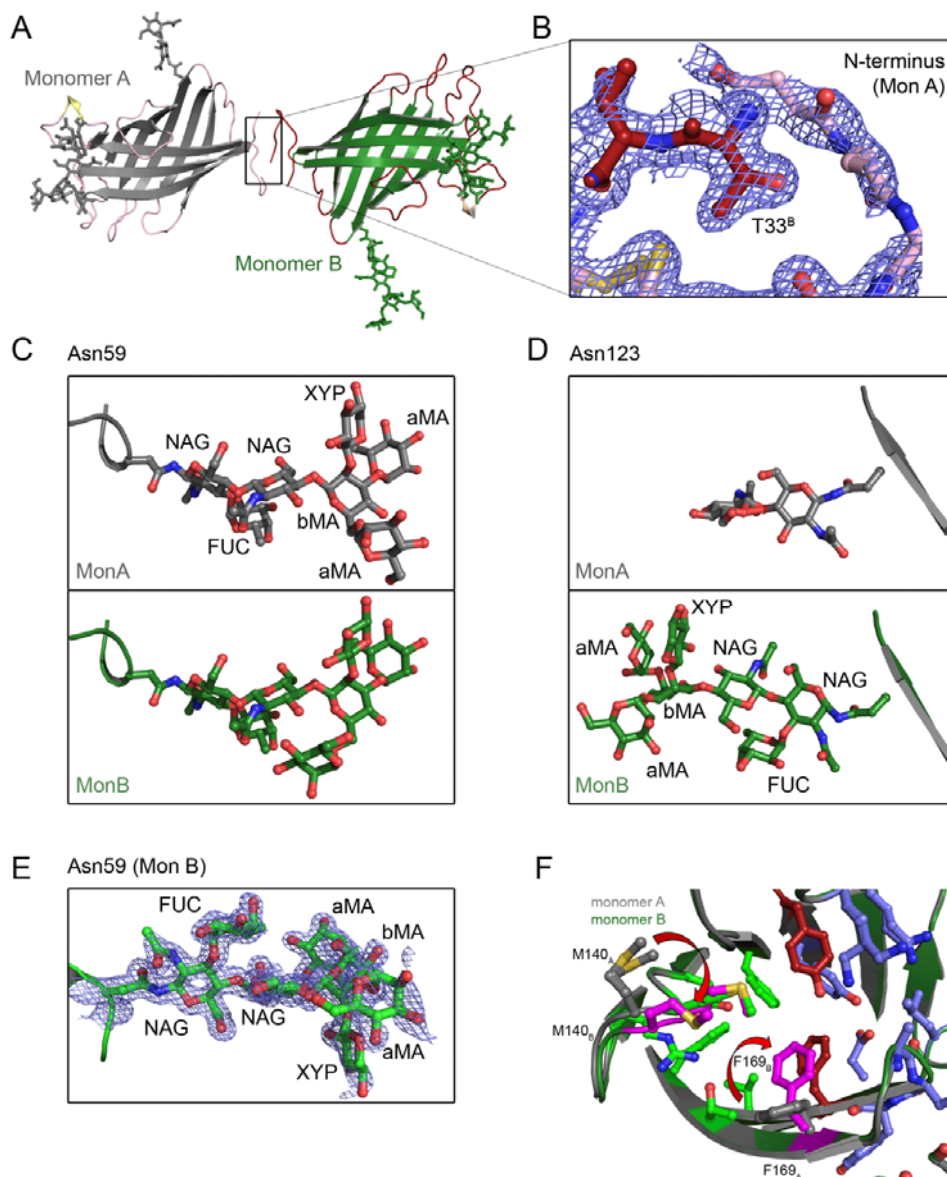 A
Monomer A
Monomer B
B
N-terminus
(Mon A)
T33B
C Asn59
XYP
aMA
NAG
NAG
bMA
FUC
aMA
MonA
MonB
D Asn123
MonA
XYP
aMA
NAG
NAG
bMA
aMA
FUC
MonB
E Asn59 (Mon B)
FUC
aMA
bMA
NAG
NAG
aMA
XYP
F
monomer A
monomer B
M140A
M140B
F169B
F169A